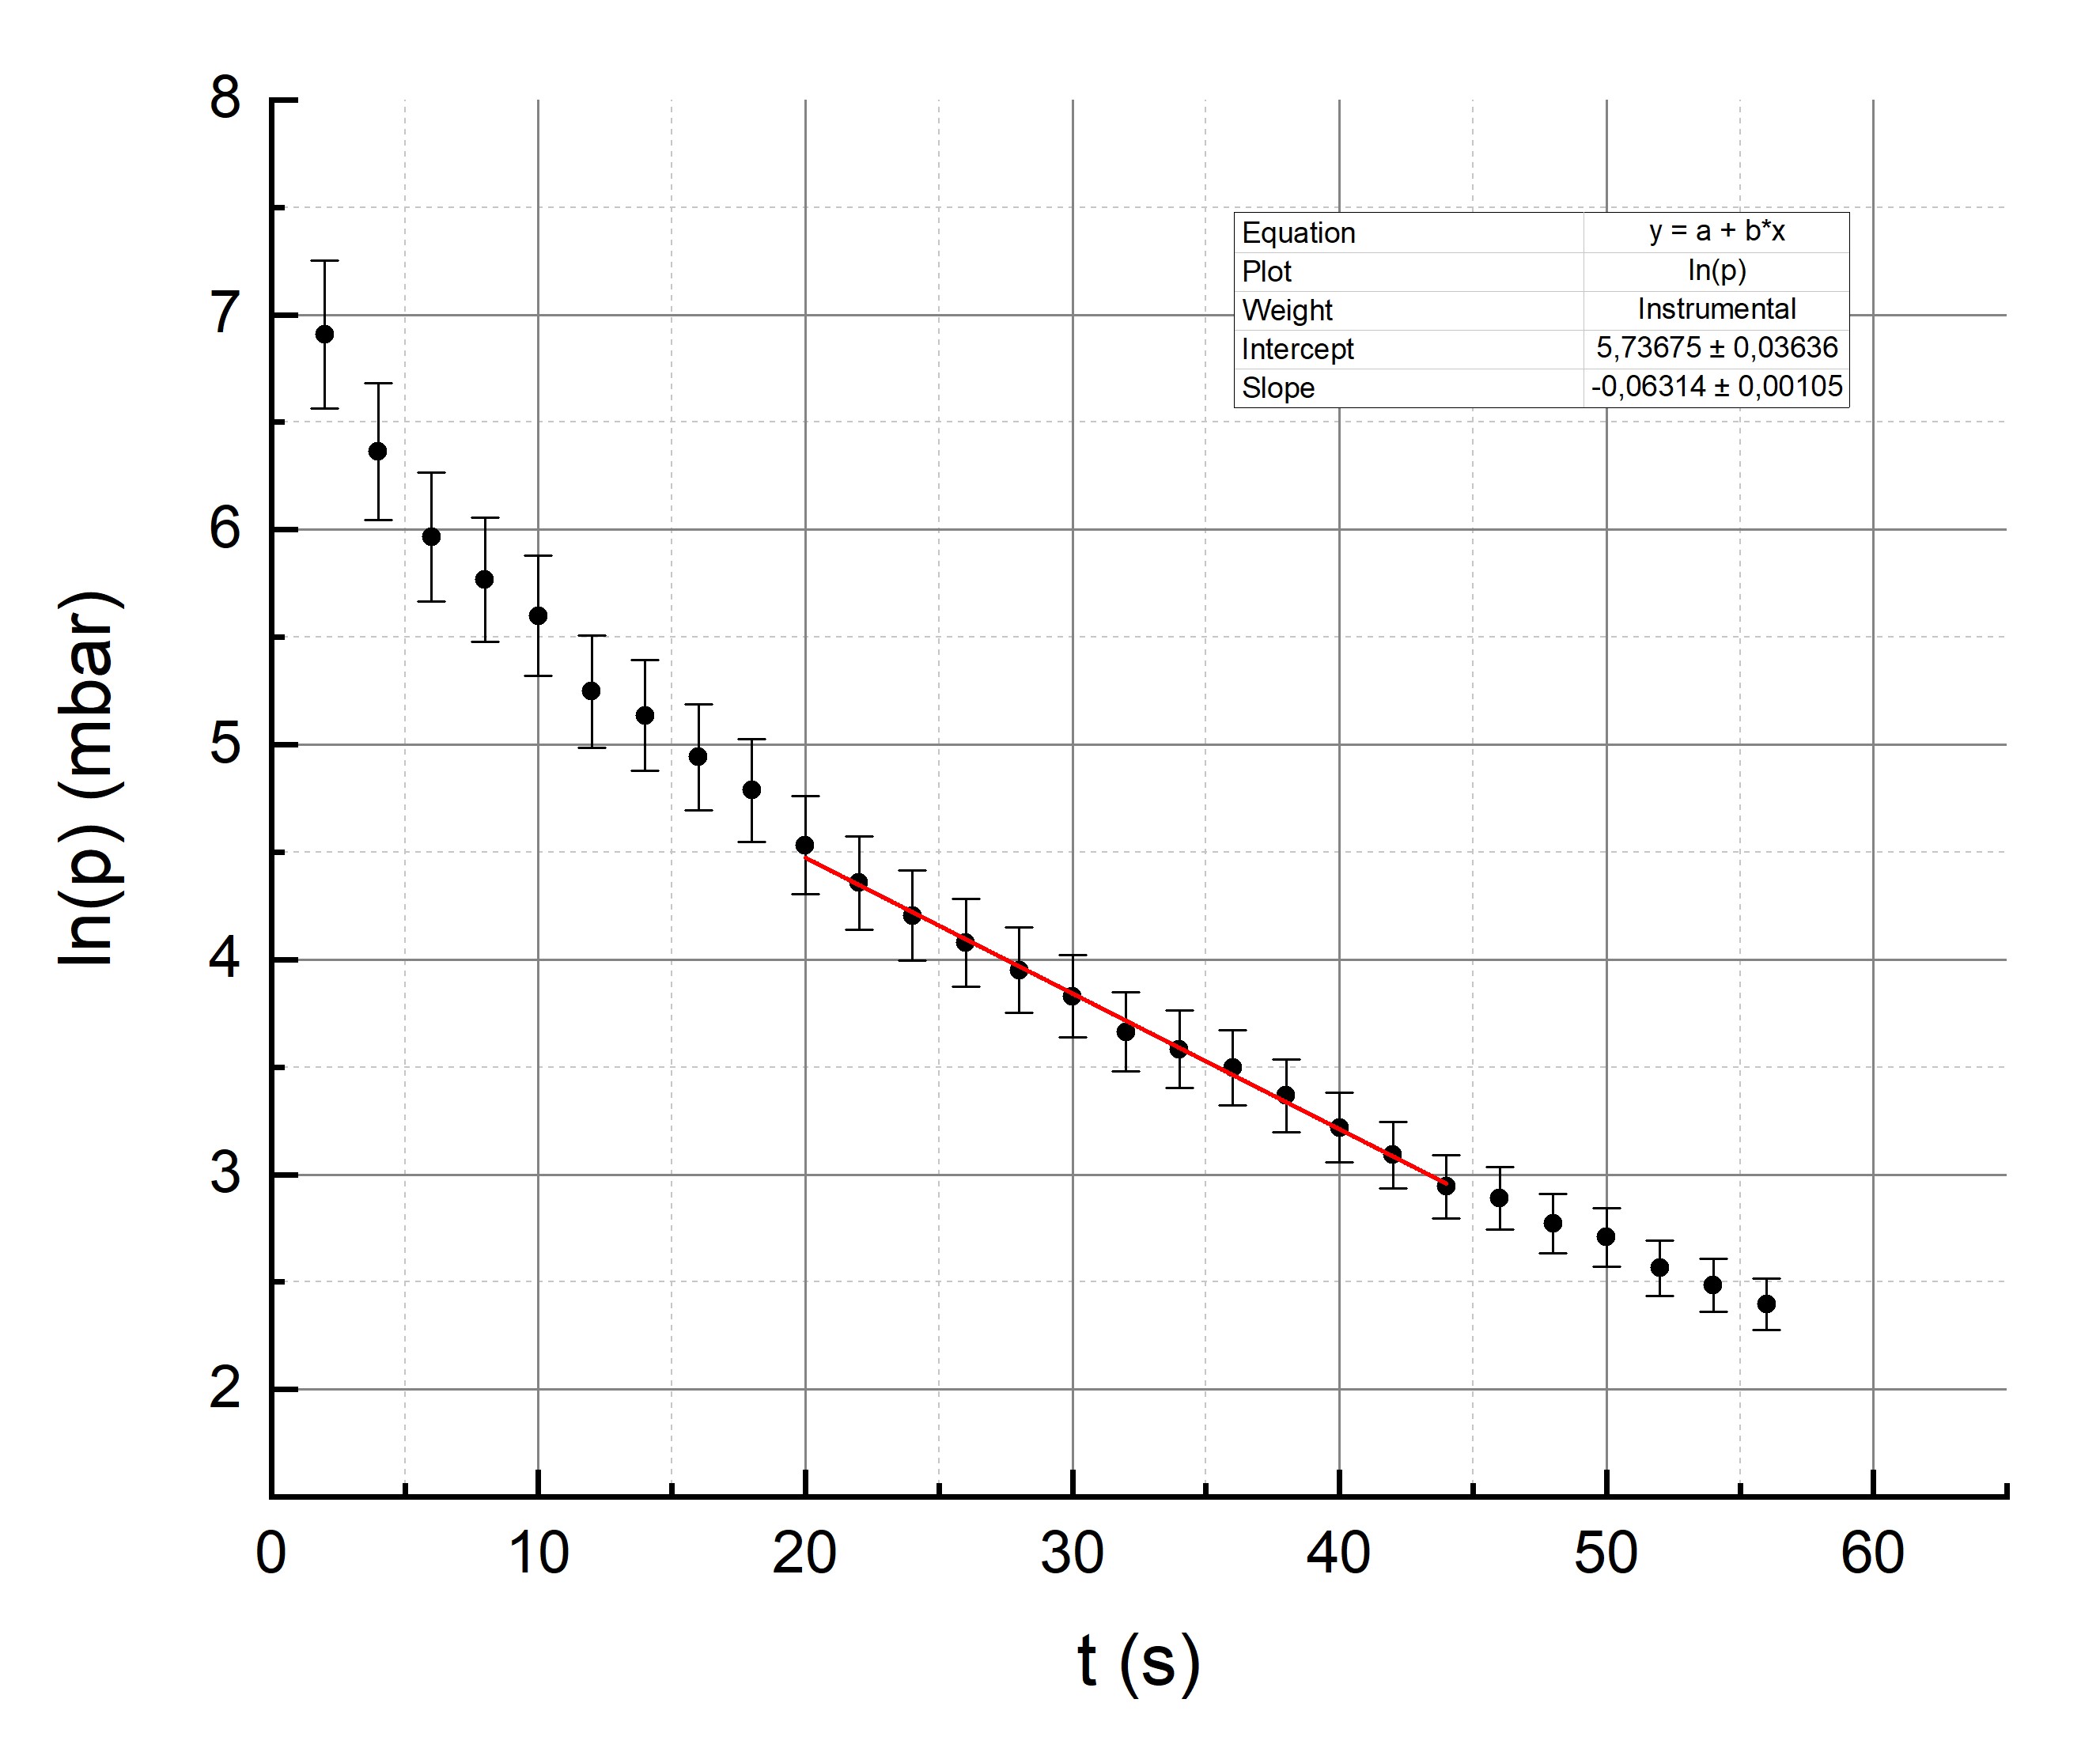 8
7
6
5
4
3
2
ln(p) (mbar)
Equation y = a + b*x
Plot ln(p)
Weight Instrumental
Intercept 5,73675 ± 0,03636
Slope -0,06314 ± 0,00105
0 10 20 30 40 50 60
t (s)